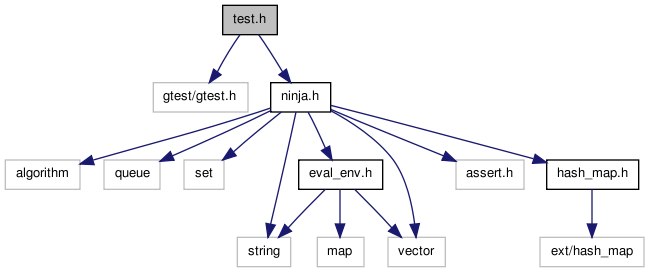 test.h
gtest/gtest.h
ninja.h
algorithm
queue
set
eval_env.h
assert.h
hash_map.h
string
map
vector
ext/hash_map